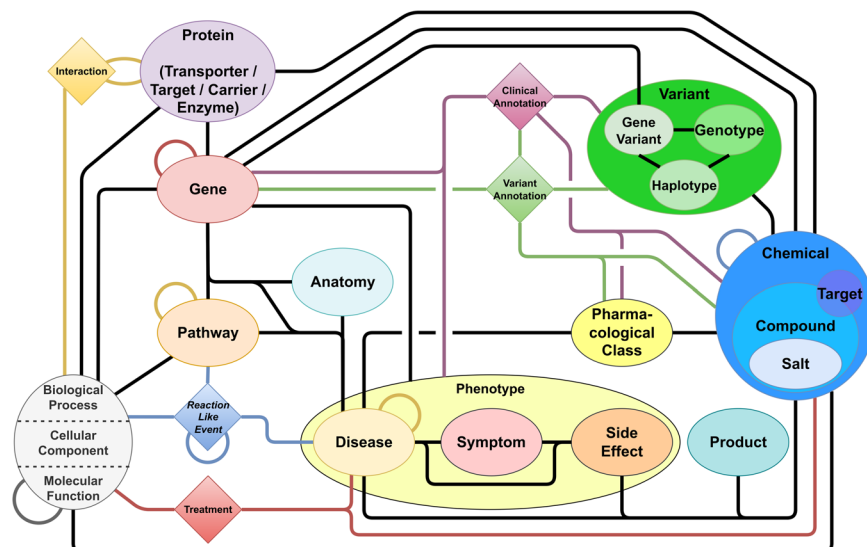 Protein
(Transporter /
Target / Carrier /
Enzyme)
Interaction
Clinical
Annotation
Variant
Gene
Variant
Genotype
Haplotype
Gene
Variant
Annotation
Chemical
Anatomy
Target
Pathway
Pharma-
cological
Class
Compound
Salt
Biological
Process
Cellular
Component
Molecular
Function
Reaction
Like
Event
Phenotype
Disease
Symptom
Side
Effect
Product
Treatment